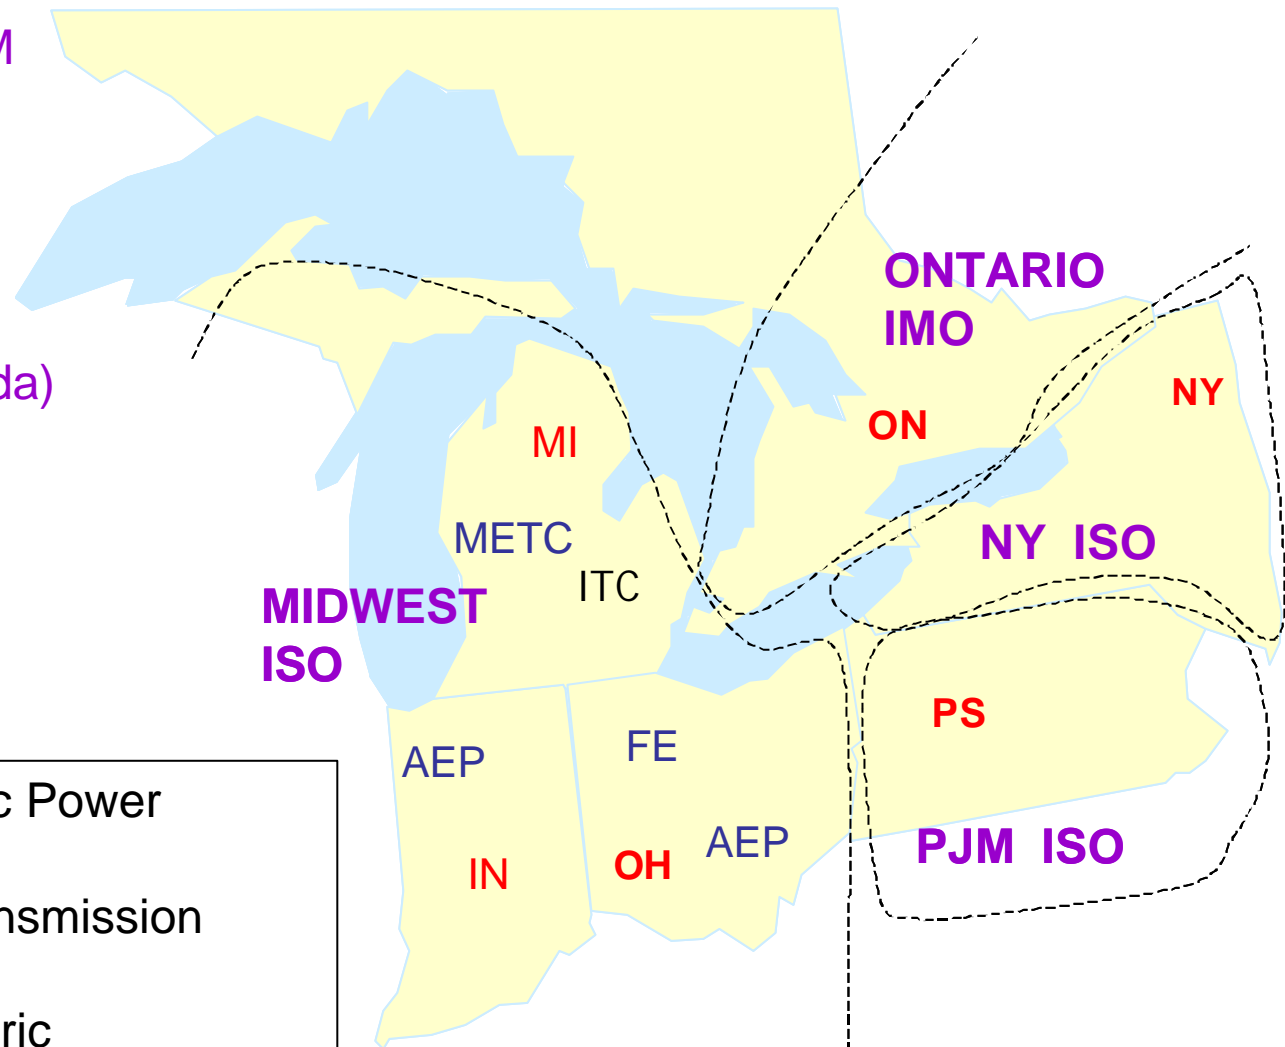 M
ONTARIO
IMO
da)
NY
ON
MI
METC
NY ISO
ITC
MIDWEST
ISO
PS
FE
AEP
c Power
AEP
PJM ISO
OH
IN
nsmission
ric